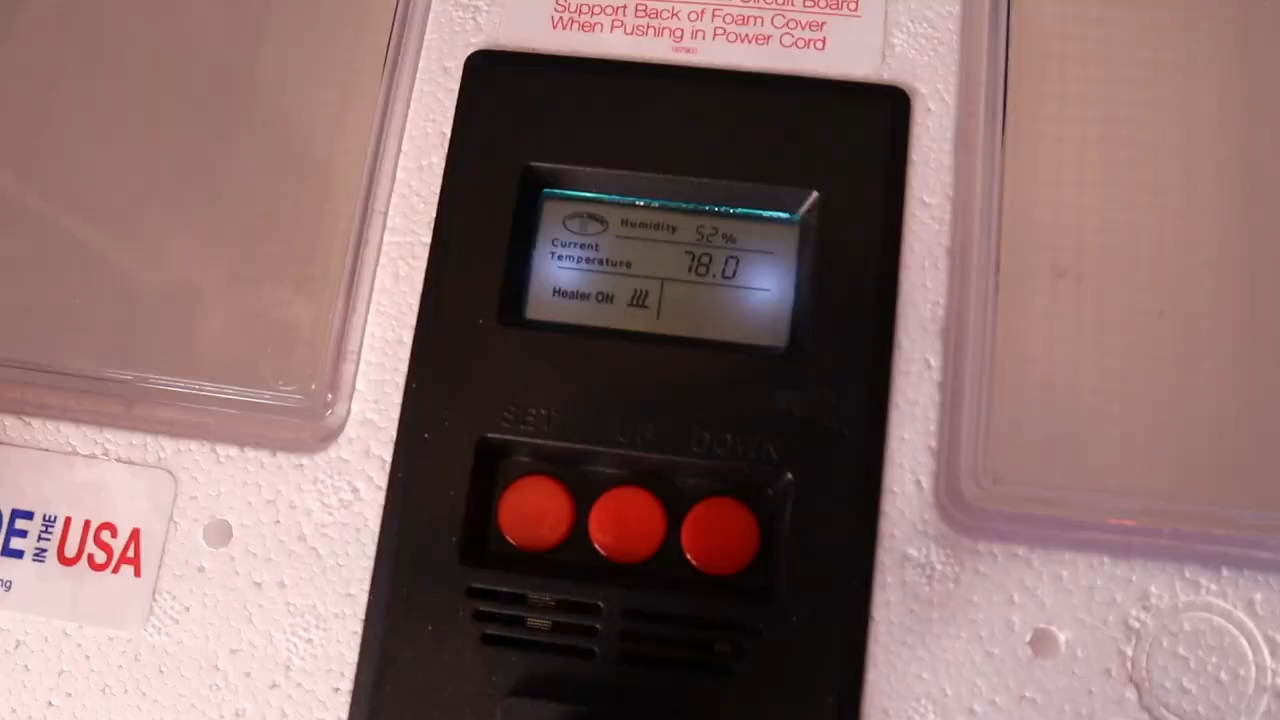 Circuit Board
Support Back of Foam Cover
When Pushing in Power Cord
Humidity 52%
Current
Temperature 78.0
Heater ON
SET UP DOWN
IN THE
USA